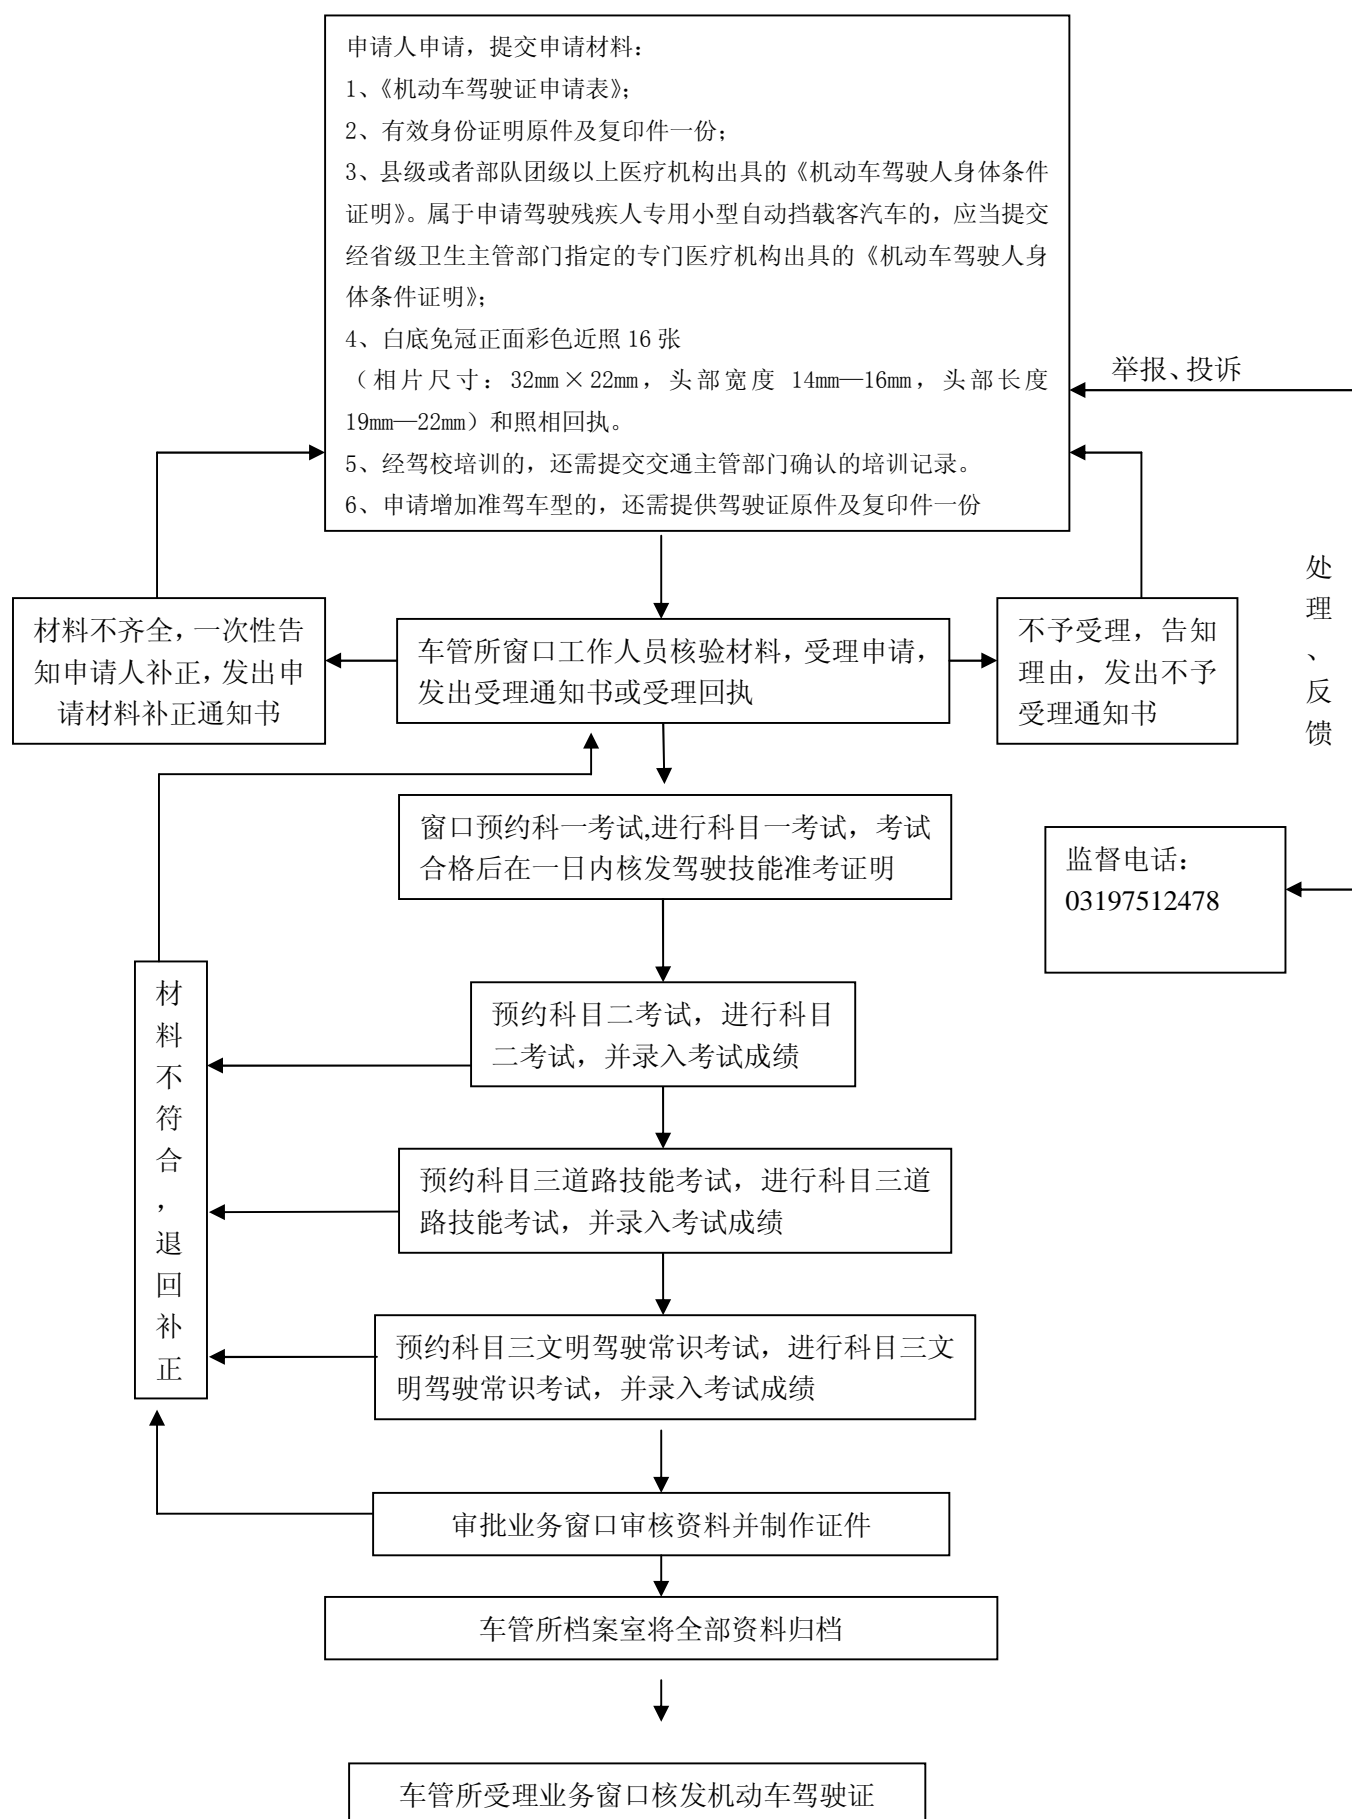 申请人申请，提交申请材料：
1、《机动车驾驶证申请表》；
2、有效身份证明原件及复印件一份；
3、县级或者部队团级以上医疗机构出具的《机动车驾驶人身体条件
证明》。属于申请驾驶残疾人专用小型自动挡载客汽车的，应当提交
经省级卫生主管部门指定的专门医疗机构出具的《机动车驾驶人身
体条件证明》；
4、白底免冠正面彩色近照 16 张
（相片尺寸：32mm×22mm，头部宽度 14mm—16mm，头部长度
19mm—22mm）和照相回执。
5、经驾校培训的，还需提交交通主管部门确认的培训记录。
6、申请增加准驾车型的，还需提供驾驶证原件及复印件一份
举报、投诉
处
理
、
反
馈
材料不齐全，一次性告
知申请人补正，发出申
请材料补正通知书
车管所窗口工作人员核验材料，受理申请，
发出受理通知书或受理回执
不予受理，告知
理由，发出不予
受理通知书
窗口预约科一考试,进行科目一考试，考试
合格后在一日内核发驾驶技能准考证明
监督电话：
03197512478
材
料
不
符
合
，
退
回
补
正
预约科目二考试，进行科目
二考试，并录入考试成绩
预约科目三道路技能考试，进行科目三道
路技能考试，并录入考试成绩
预约科目三文明驾驶常识考试，进行科目三文
明驾驶常识考试，并录入考试成绩
审批业务窗口审核资料并制作证件
车管所档案室将全部资料归档
车管所受理业务窗口核发机动车驾驶证